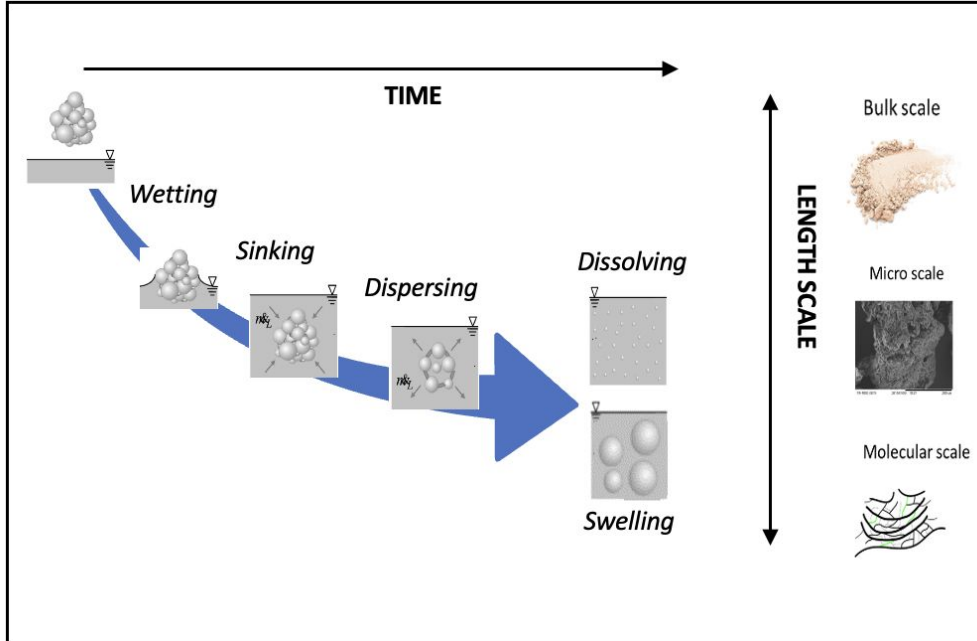 TIME
Bulk scale
Wetting
Sinking
Dispersing
Dissolving
Swelling
LENGTH SCALE
Micro scale
Molecular scale